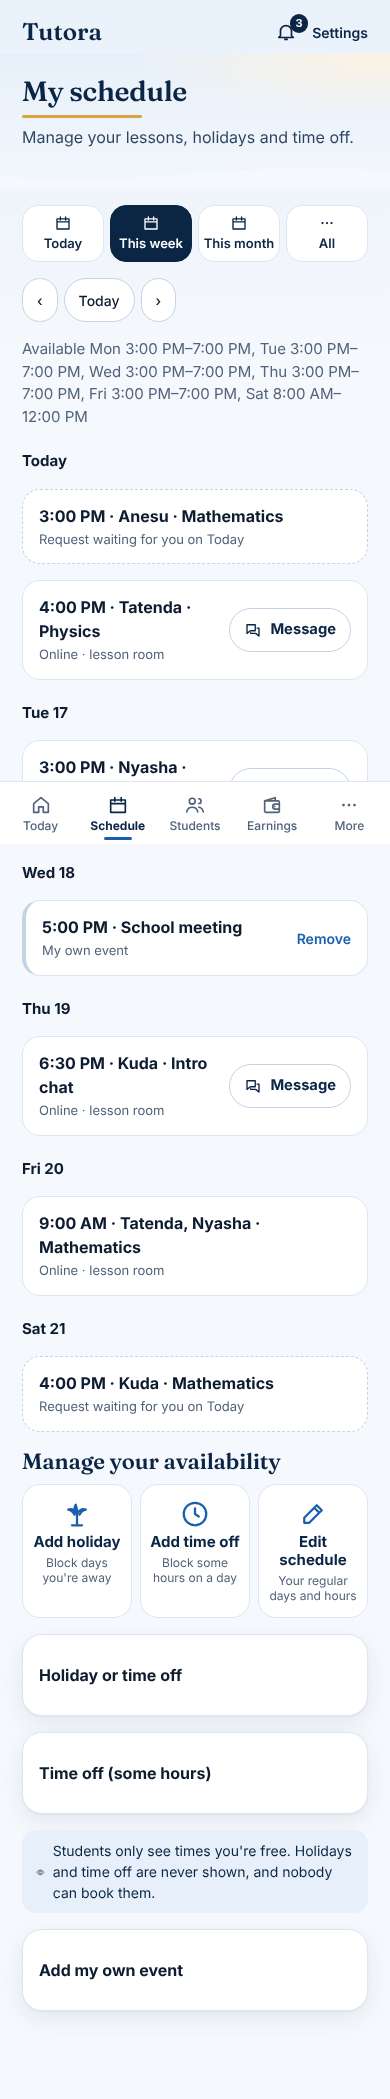 Tutora
3
Settings
My schedule
Manage your lessons, holidays and time off.
Today
This week
This month
All
‹
Today
›
Available Mon 3:00 PM–7:00 PM, Tue 3:00 PM–
7:00 PM, Wed 3:00 PM–7:00 PM, Thu 3:00 PM–
7:00 PM, Fri 3:00 PM–7:00 PM, Sat 8:00 AM–
12:00 PM
Today
3:00 PM · Anesu · Mathematics
Request waiting for you on Today
4:00 PM · Tatenda ·
Physics
Online · lesson room
Message
Tue 17
3:00 PM · Nyasha ·
Today
Schedule
Students
Earnings
More
Wed 18
5:00 PM · School meeting
My own event
Remove
Thu 19
6:30 PM · Kuda · Intro
chat
Online · lesson room
Message
Fri 20
9:00 AM · Tatenda, Nyasha ·
Mathematics
Online · lesson room
Sat 21
4:00 PM · Kuda · Mathematics
Request waiting for you on Today
Manage your availability
Add holiday
Block days
you're away
Add time off
Block some
hours on a day
Edit
schedule
Your regular
days and hours
Holiday or time off
Time off (some hours)
Students only see times you're free. Holidays
and time off are never shown, and nobody
can book them.
Add my own event